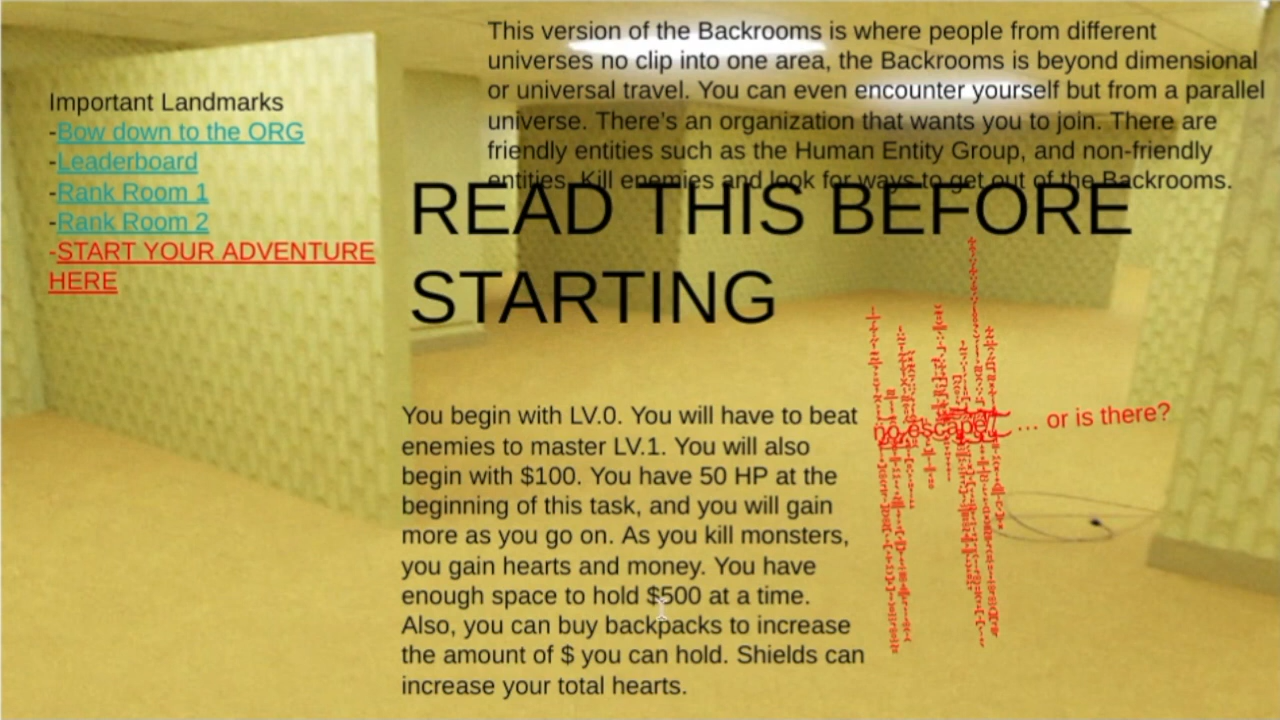 This version of the Backrooms is where people from different
universes no clip into one area, the Backrooms is beyond dimensional
or universal travel. You can even encounter yourself but from a parallel
universe. There's an organization that wants you to join. There are
friendly entities such as the Human Entity Group, and non-friendly
entities. Kill enemies and look for ways to get out of the Backrooms.
Important Landmarks
-Bow down to the ORG
-Leaderboard
-Rank Room 1
-Rank Room 2
-START YOUR ADVENTURE
HERE
READ THIS BEFORE
STARTING
You begin with LV.0. You will have to beat
enemies to master LV.1. You will also
begin with $100. You have 50 HP at the
beginning of this task, and you will gain
more as you go on. As you kill monsters,
you gain hearts and money. You have
enough space to hold $500 at a time.
Also, you can buy backpacks to increase
the amount of $ you can hold. Shields can
increase your total hearts.
no escape ... or is there?